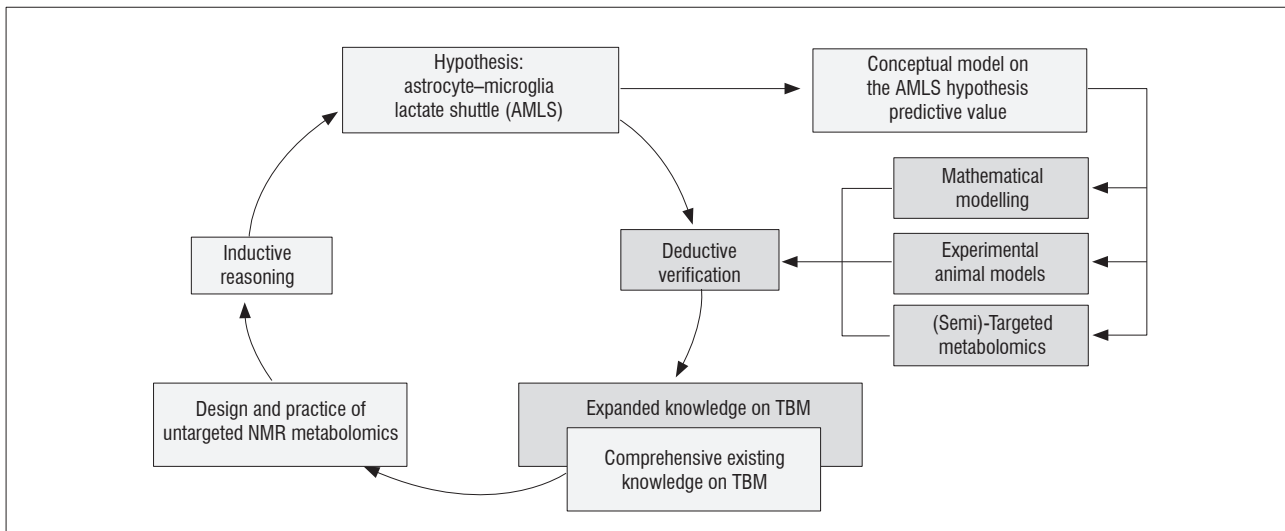 Hypothesis:
astrocyte–microglia
lactate shuttle (AMLS)
Conceptual model on
the AMLS hypothesis
predictive value
Mathematical
modelling
Experimental
animal models
(Semi)-Targeted
metabolomics
Deductive
verification
Inductive
reasoning
Design and practice of
untargeted NMR metabolomics
Expanded knowledge on TBM
Comprehensive existing
knowledge on TBM